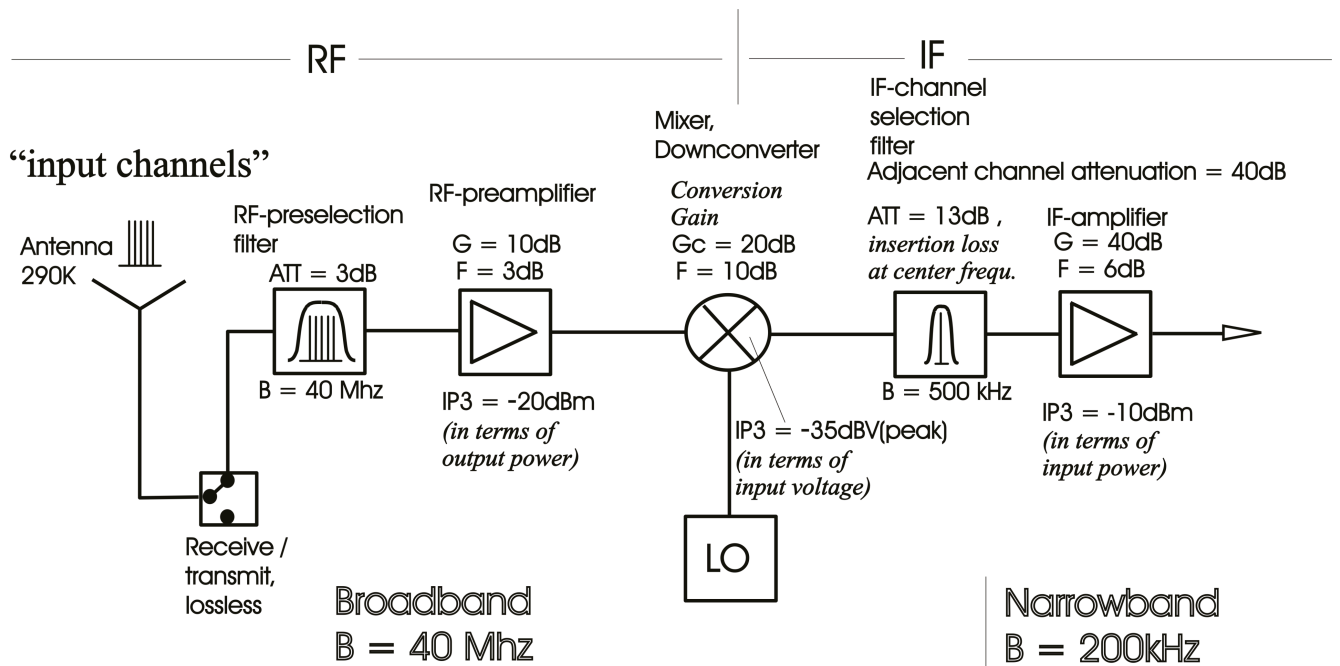 RF
IF
IF-channel
selection
filter
Adjacent channel attenuation = 40dB
Mixer,
Downconverter
“input channels”
RF-preamplifier
Conversion
Gain
RF-preselection
filter
ATT = 13dB ,
IF-amplifier
Antenna
290K
G = 10dB
F = 3dB
Gc = 20dB
F = 10dB
insertion loss
at center frequ.
G = 40dB
F = 6dB
ATT = 3dB
B = 40 Mhz
B = 500 kHz
IP3 = -20dBm
(in terms of
output power)
IP3 = -35dBV(peak)
(in terms of
input voltage)
IP3 = -10dBm
(in terms of
input power)
LO
Receive /
transmit,
lossless
Broadband
B = 40 Mhz
Narrowband
B = 200kHz